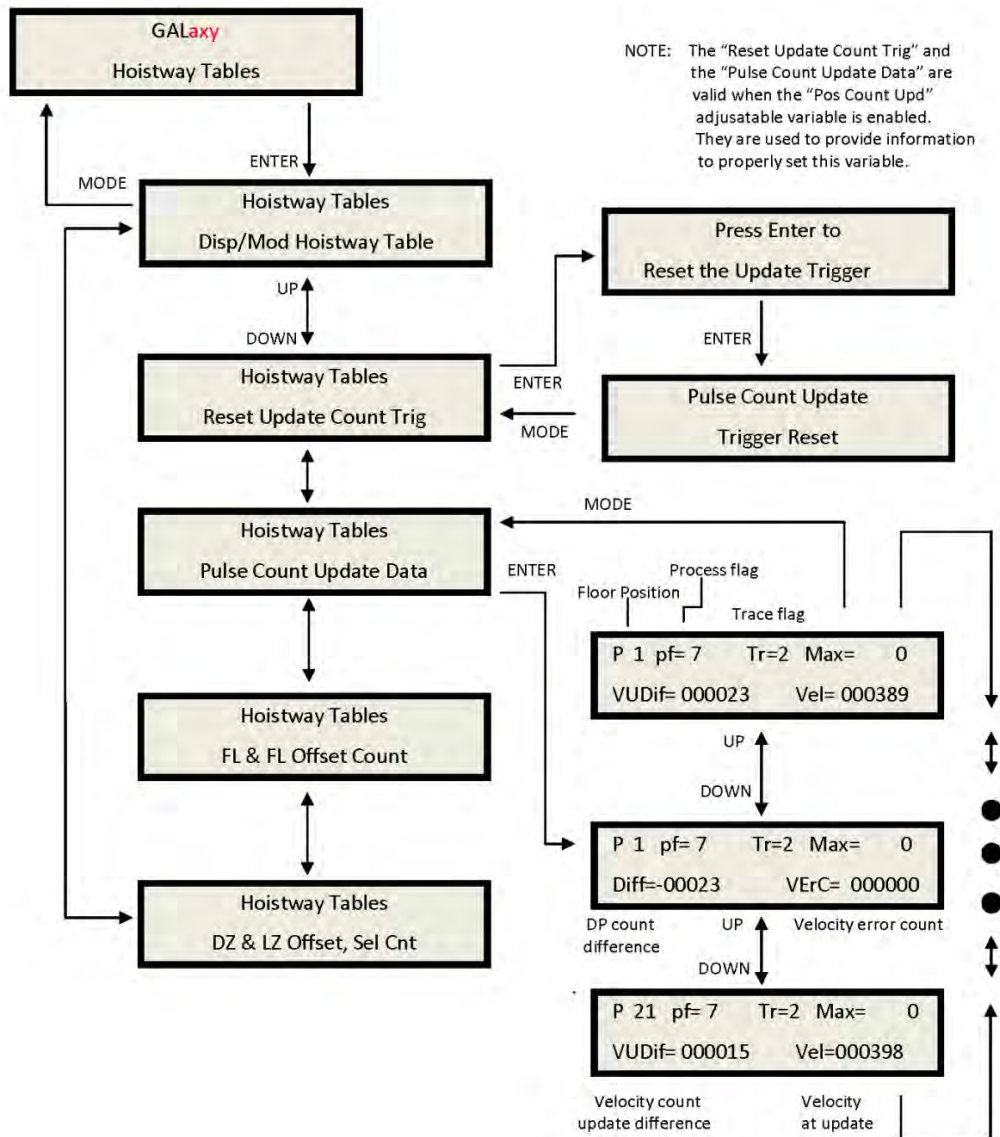 GALaxy
Hoistway Tables
NOTE: The “Reset Update Count Trig” and
the “Pulse Count Update Data” are
valid when the “Pos Count Upd”
adjusatable variable is enabled.
They are used to provide information
to properly set this variable.
ENTER
MODE
Hoistway Tables
Disp/Mod Hoistway Table
Press Enter to
Reset the Update Trigger
UP
DOWN
ENTER
Hoistway Tables
Reset Update Count Trig
ENTER
MODE
Pulse Count Update
Trigger Reset
MODE
Hoistway Tables
Pulse Count Update Data
ENTER
Process flag
Floor Position
Trace flag
P 1 pf= 7 Tr=2 Max= 0
VUDif= 000023 Vel= 000389
Hoistway Tables
FL & FL Offset Count
UP
DOWN
P 1 pf= 7 Tr=2 Max= 0
Diff=-00023 VErC= 000000
Hoistway Tables
DZ & LZ Offset, Sel Cnt
DP count
difference
UP
Velocity error count
DOWN
P 21 pf= 7 Tr=2 Max= 0
VUDif= 000015 Vel=000398
Velocity count
update difference
Velocity
at update